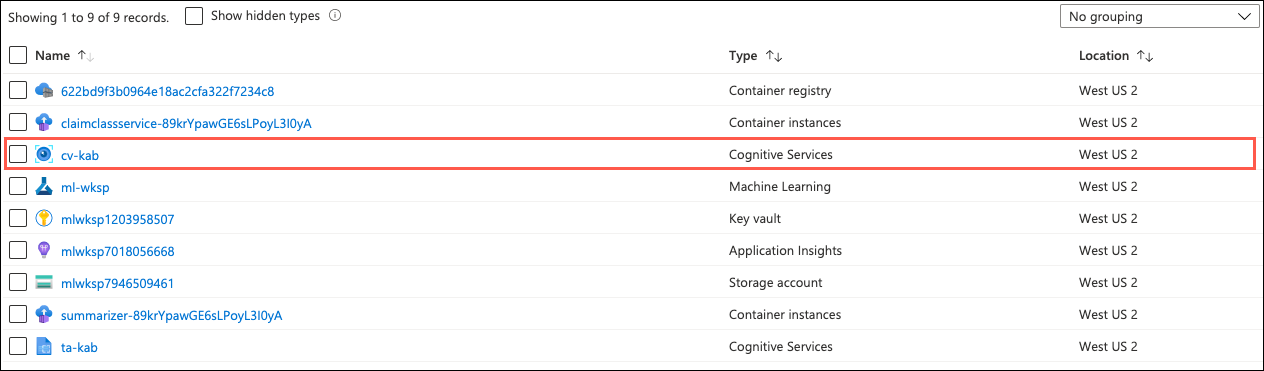 Showing 1 to 9 of 9 records. Show hidden types No grouping
Name Type Location
622bd9f3b0964e18ac2cfa322f7234c8 Container registry West US 2
claimclassservice-89krYpawGE6sLPoyL3I0yA Container instances West US 2
cv-kab Cognitive Services West US 2
ml-wksp Machine Learning West US 2
mlwksp1203958507 Key vault West US 2
mlwksp7018056668 Application Insights West US 2
mlwksp7946509461 Storage account West US 2
summarizer-89krYpawGE6sLPoyL3I0yA Container instances West US 2
ta-kab Cognitive Services West US 2